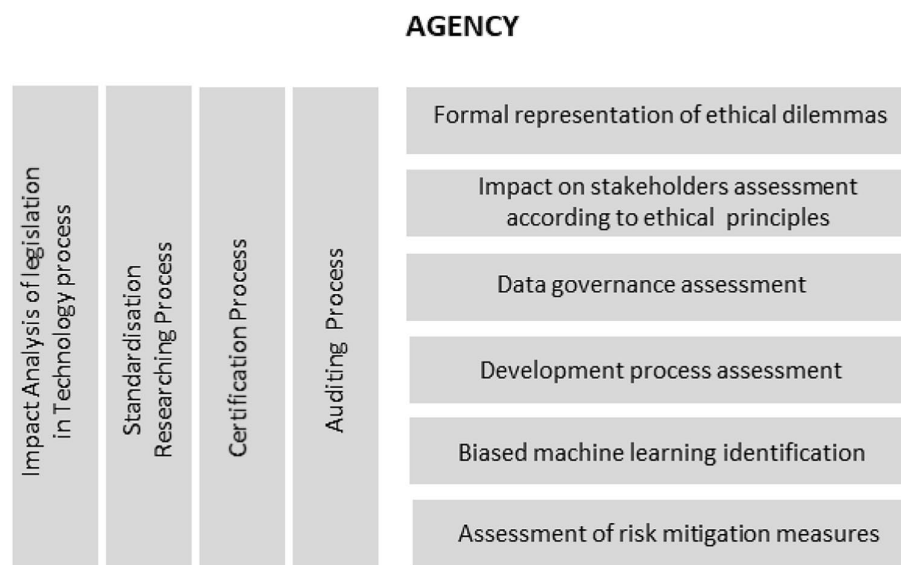 AGENCY
Impact Analysis of legislation
in Technology process
Standardisation
Researching Process
Certification Process
Auditing Process
Formal representation of ethical dilemmas
Impact on stakeholders assessment
according to ethical principles
Data governance assessment
Development process assessment
Biased machine learning identification
Assessment of risk mitigation measures